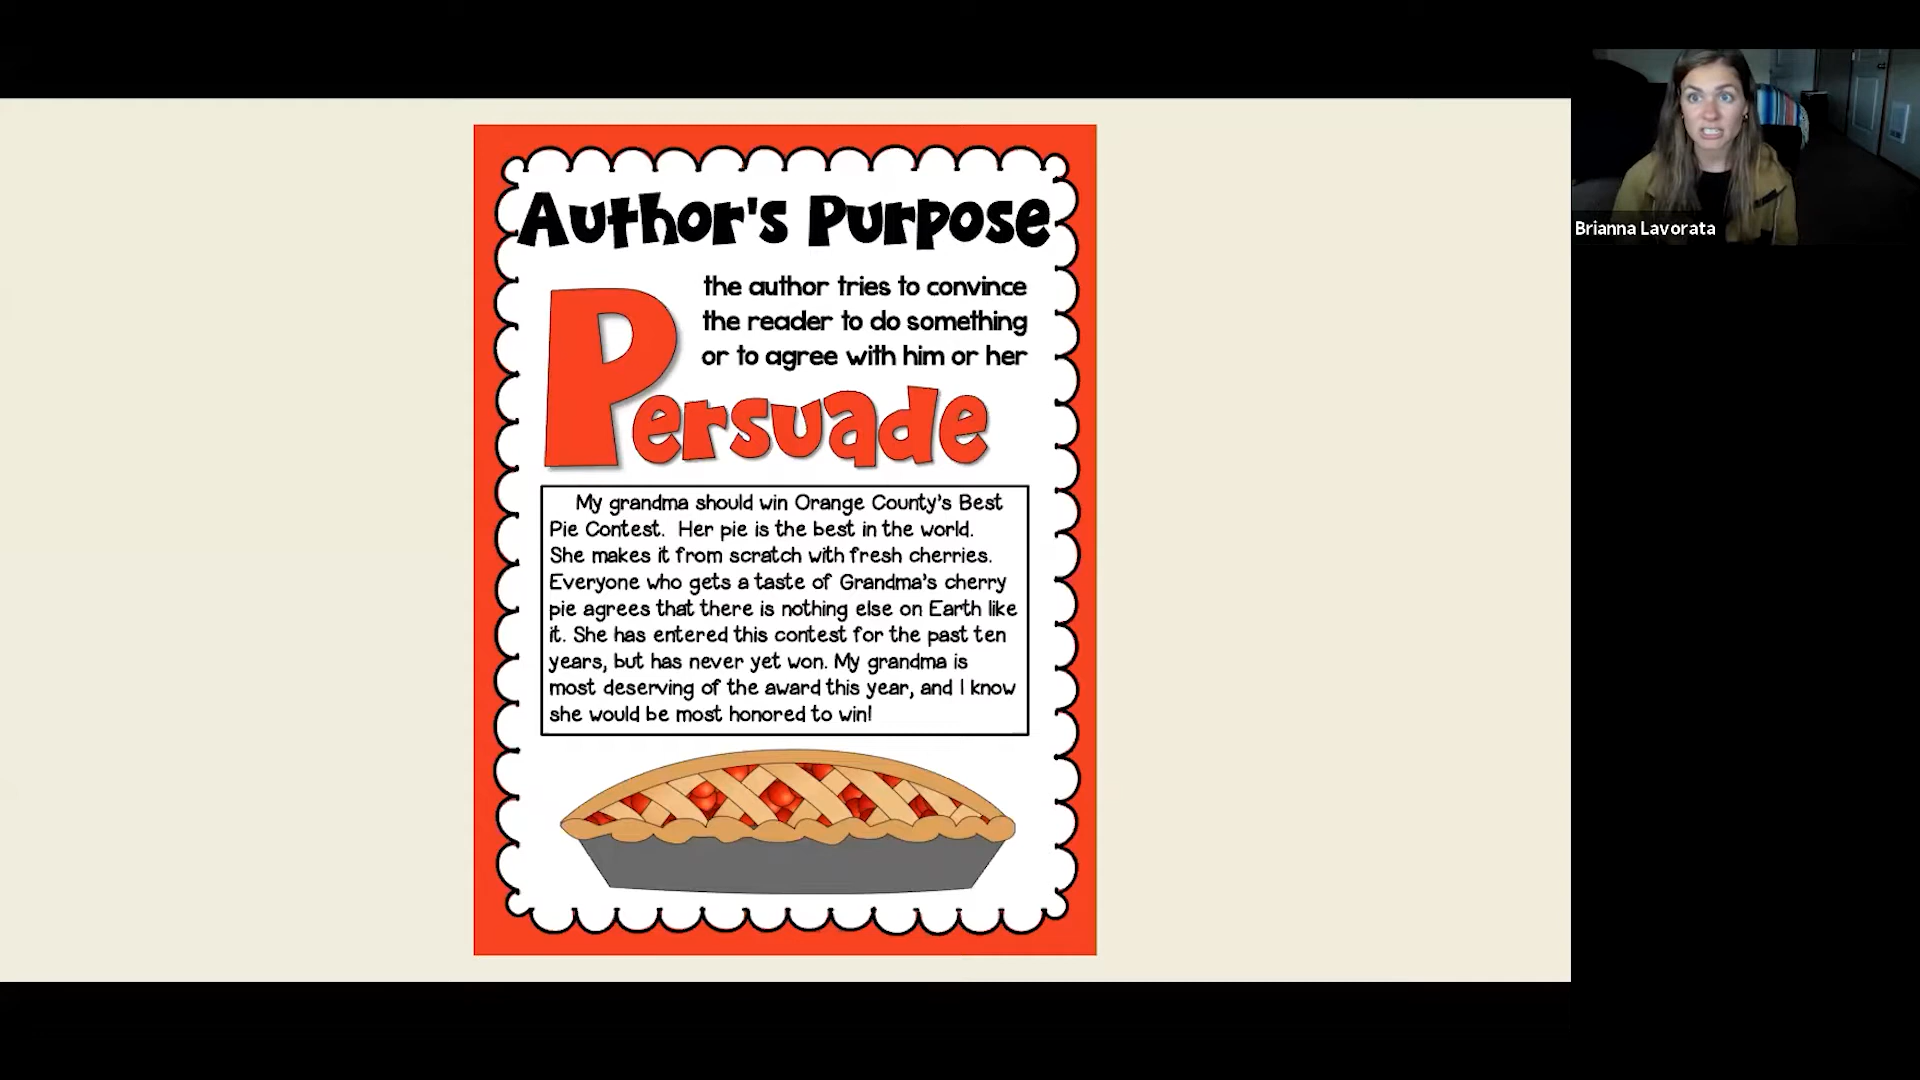 Author's Purpose
the author tries to convince
the reader to do something
or to agree with him or her
Persuade
My grandma should win Orange County's Best
Pie Contest. Her pie is the best in the world.
She makes it from scratch with fresh cherries.
Everyone who gets a taste of Grandma's cherry
pie agrees that there is nothing else on Earth like
it. She has entered this contest for the past ten
years, but has never yet won. My grandma is
most deserving of the award this year, and I know
she would be most honored to win!
Brianna Lavorata